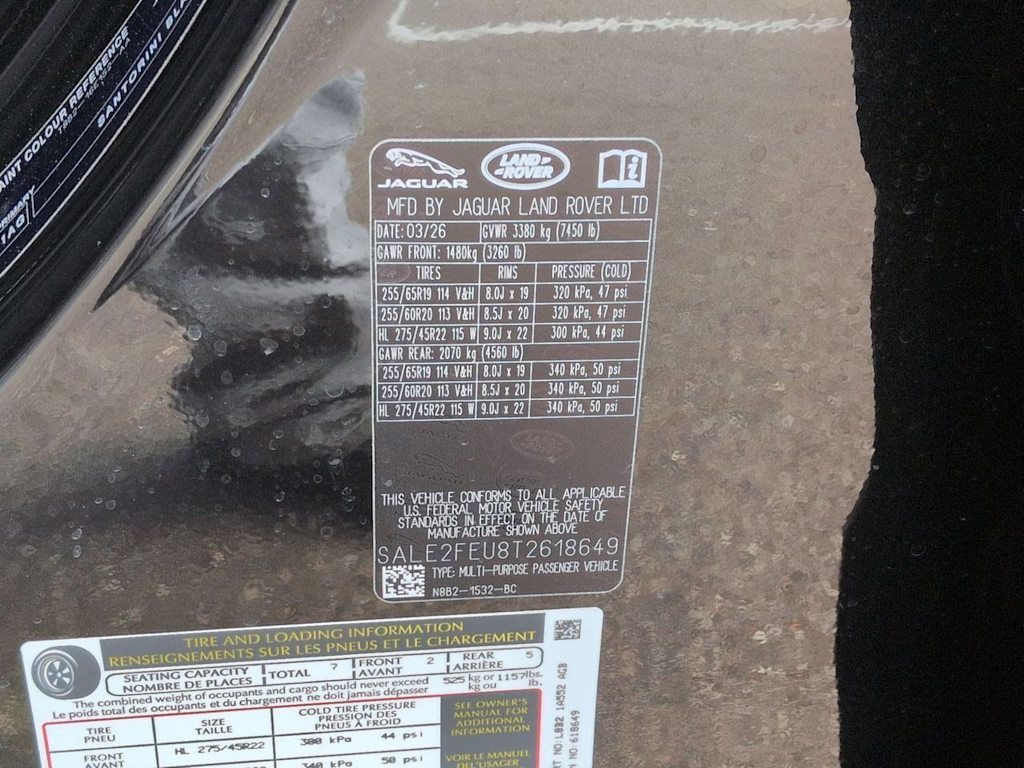 PAINT COLOUR REFERENCE
SANTORINI BLA
PRIMARY
1AG
JAGUAR
LAND
ROVER
MFD BY JAGUAR LAND ROVER LTD
DATE: 03/26 GVWR 3380 kg (7450 lb)
GAWR FRONT: 1480kg (3260 lb)
TIRES RIMS PRESSURE (COLD)
255/65R19 114 V&H 8.0J x 19 320 kPa, 47 psi
255/60R20 113 V&H 8.5J x 20 320 kPa, 47 psi
HL 275/45R22 115 W 9.0J x 22 300 kPa, 44 psi
GAWR REAR: 2070 kg (4560 lb)
255/65R19 114 V&H 8.0J x 19 340 kPa, 50 psi
255/60R20 113 V&H 8.5J x 20 340 kPa, 50 psi
HL 275/45R22 115 W 9.0J x 22 340 kPa, 50 psi
JAGUAR
LAND
ROVER
THIS VEHICLE CONFORMS TO ALL APPLICABLE
U.S. FEDERAL MOTOR VEHICLE SAFETY
STANDARDS IN EFFECT ON THE DATE OF
MANUFACTURE SHOWN ABOVE
SALE2FEU8T2618649
TYPE: MULTI-PURPOSE PASSENGER VEHICLE
N8B2-1532-BC
TIRE AND LOADING INFORMATION
RENSEIGNEMENTS SUR LES PNEUS ET LE CHARGEMENT
SEATING CAPACITY
NOMBRE DE PLACES
TOTAL 7
FRONT
AVANT 2
REAR
ARRIÈRE 5
The combined weight of occupants and cargo should never exceed 525 kg or 1157 lbs.
Le poids total des occupants et du chargement ne doit jamais dépasser kg ou lb.
TIRE
PNEU
SIZE
TAILLE
COLD TIRE PRESSURE
PRESSION DES
PNEUS À FROID
SEE OWNER'S
MANUAL FOR
ADDITIONAL
INFORMATION
FRONT
AVANT
HL 275/45R22 300 kPa 44 psi
340 kPa 50 psi
VOIR LE MANUEL
DE L'USAGER
PART NO: L8B2 1A552 AGB
618649